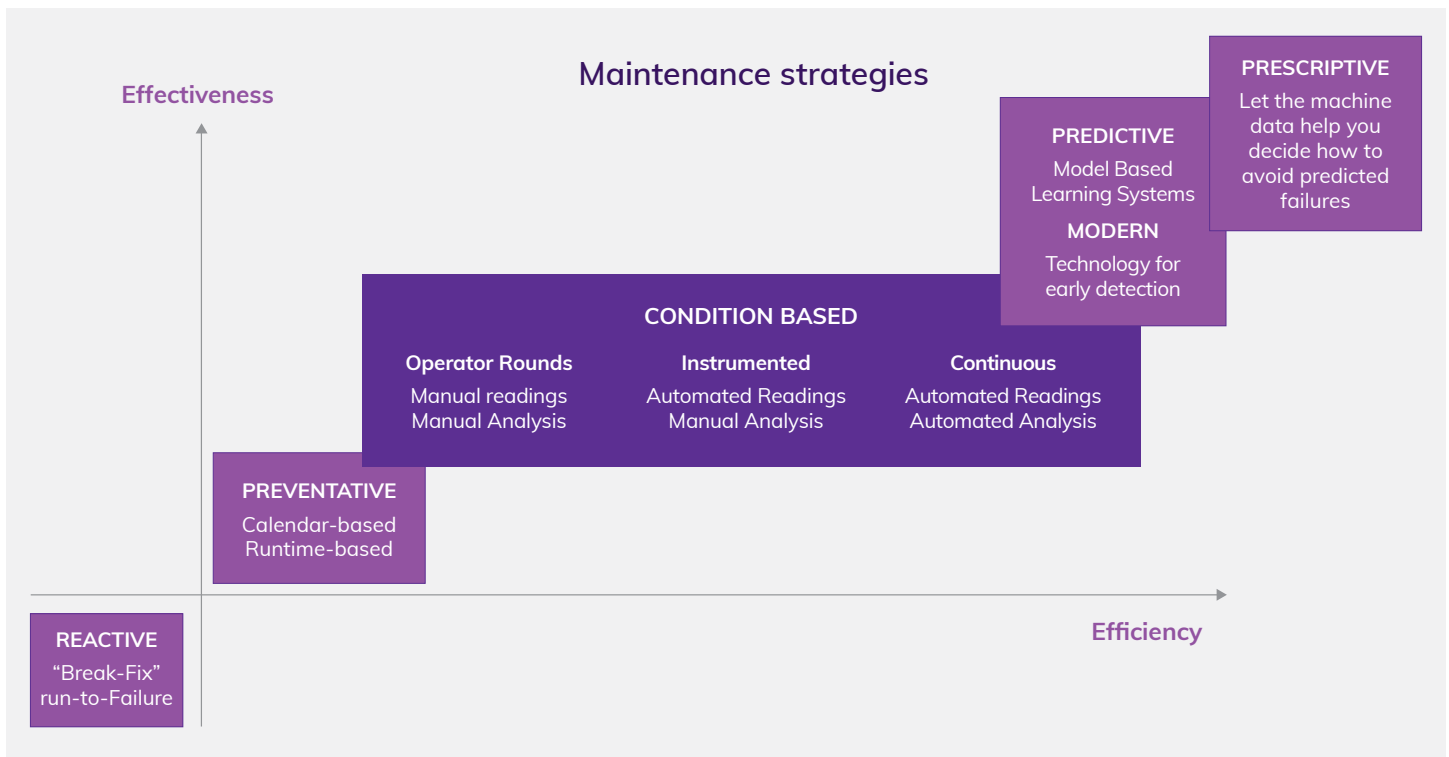 Maintenance strategies
Effectiveness
PRESCRIPTIVE
Let the machine
data help you
decide how to
avoid predicted
failures
PREDICTIVE
Model Based
Learning Systems
MODERN
Technology for
early detection
CONDITION BASED
Operator Rounds
Manual readings
Manual Analysis
Instrumented
Automated Readings
Manual Analysis
Continuous
Automated Readings
Automated Analysis
PREVENTATIVE
Calendar-based
Runtime-based
Efficiency
REACTIVE
“Break-Fix”
run-to-Failure